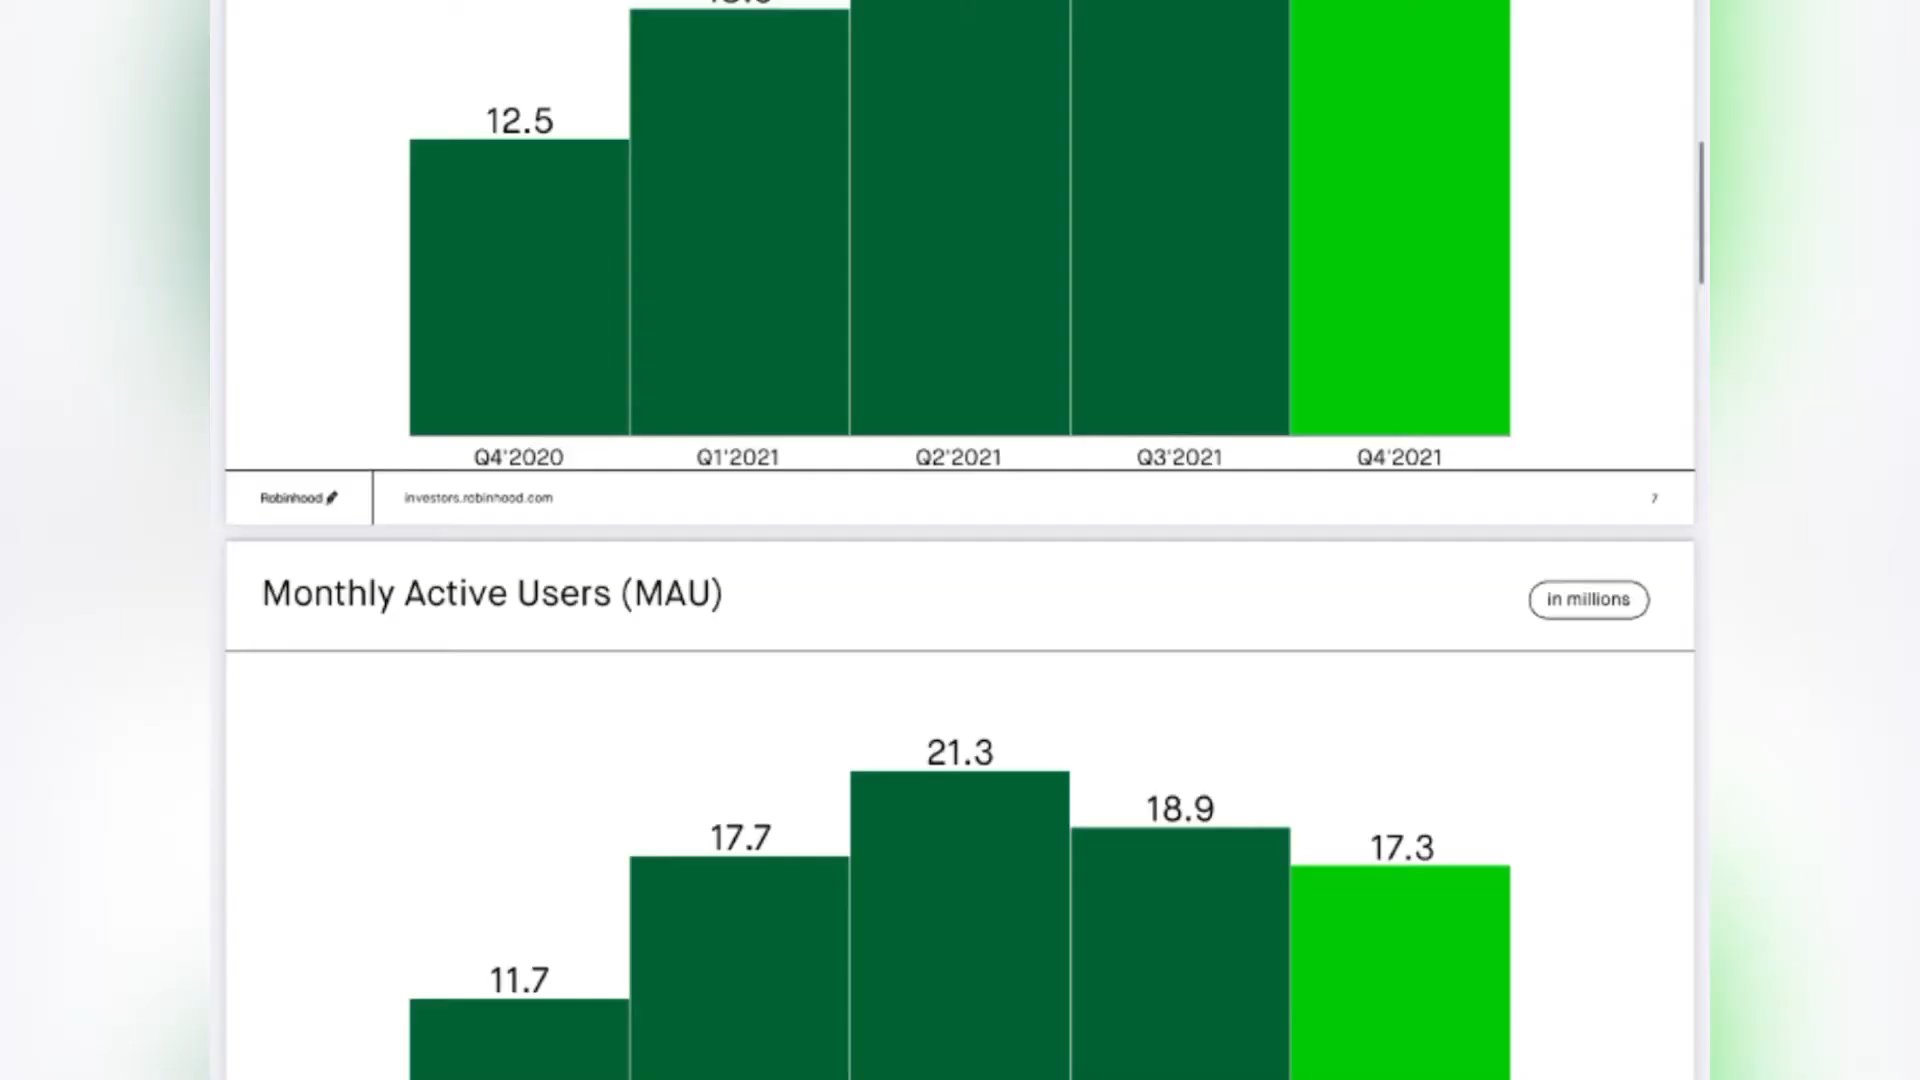 12.5
Q4'2020 Q1'2021 Q2'2021 Q3'2021 Q4'2021
Robinhood investors.robinhood.com 7
Monthly Active Users (MAU) in millions
21.3
18.9
17.7 17.3
11.7